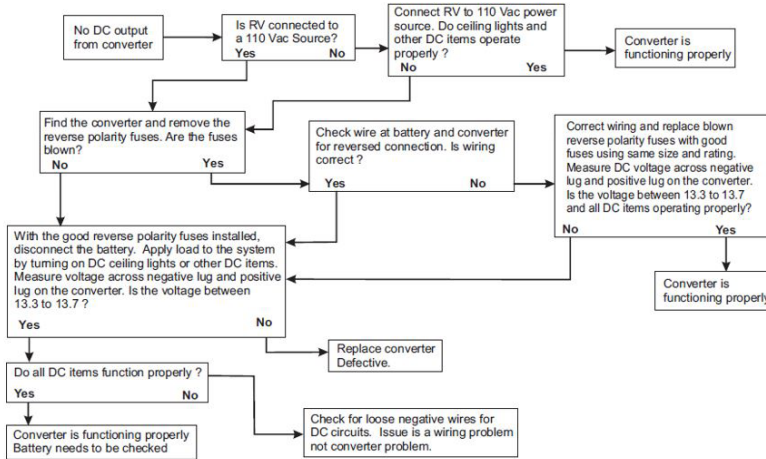 No DC output
from converter
Is RV connected to
a 110 Vac Source?
Yes No
Connect RV to 110 Vac power
source. Do ceiling lights and
other DC items operate
properly ?
No Yes
Converter is
functioning properly
Find the converter and remove the
reverse polarity fuses. Are the fuses
blown?
No Yes
Check wire at battery and converter
for reversed connection. Is wiring
correct ?
Yes No
Correct wiring and replace blown
reverse polarity fuses with good
fuses using same size and rating.
Measure DC voltage across negative
lug and positive lug on the converter.
Is the voltage between 13.3 to 13.7
and all DC items operating properly?
No Yes
Converter is
functioning properly
With the good reverse polarity fuses installed,
disconnect the battery. Apply load to the system
by turning on DC ceiling lights or other DC items.
Measure voltage across negative lug and positive
lug on the converter. Is the voltage between
13.3 to 13.7 ?
Yes No
Replace converter
Defective.
Do all DC items function properly ?
Yes No
Converter is functioning properly
Battery needs to be checked
Check for loose negative wires for
DC circuits. Issue is a wiring problem
not converter problem.